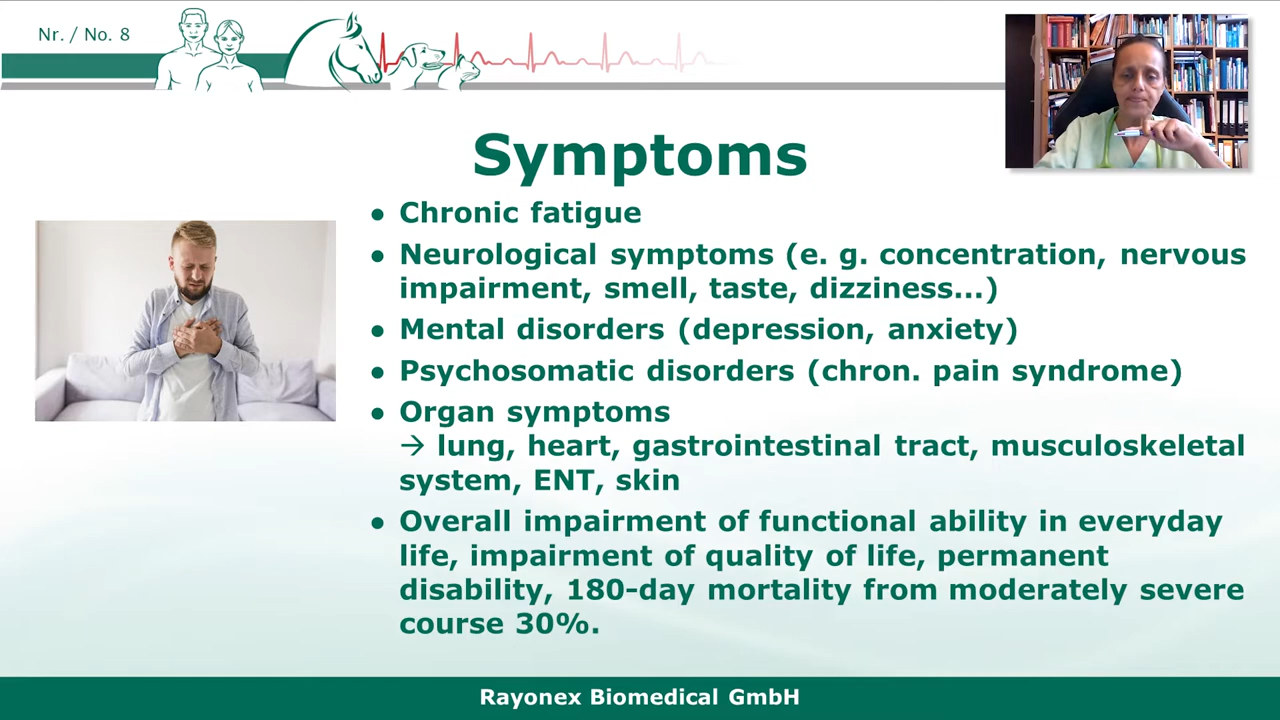 Nr. / No. 8
Symptoms
• Chronic fatigue
• Neurological symptoms (e. g. concentration, nervous
impairment, smell, taste, dizziness...)
• Mental disorders (depression, anxiety)
• Psychosomatic disorders (chron. pain syndrome)
• Organ symptoms
→ lung, heart, gastrointestinal tract, musculoskeletal
system, ENT, skin
• Overall impairment of functional ability in everyday
life, impairment of quality of life, permanent
disability, 180-day mortality from moderately severe
course 30%.
Rayonex Biomedical GmbH